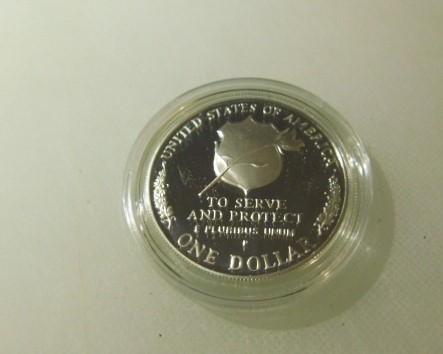 UNITED STATES OF AMERICA
TO SERVE
AND PROTECT
E PLURIBUS UNUM
P
ONE DOLLAR